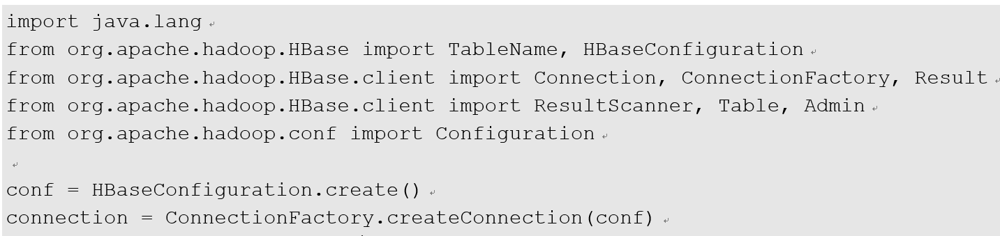 import java.lang
from org.apache.hadoop.HBase import TableName, HBaseConfiguration
from org.apache.hadoop.HBase.client import Connection, ConnectionFactory, Result
from org.apache.hadoop.HBase.client import ResultScanner, Table, Admin
from org.apache.hadoop.conf import Configuration

conf = HBaseConfiguration.create()
connection = ConnectionFactory.createConnection(conf)